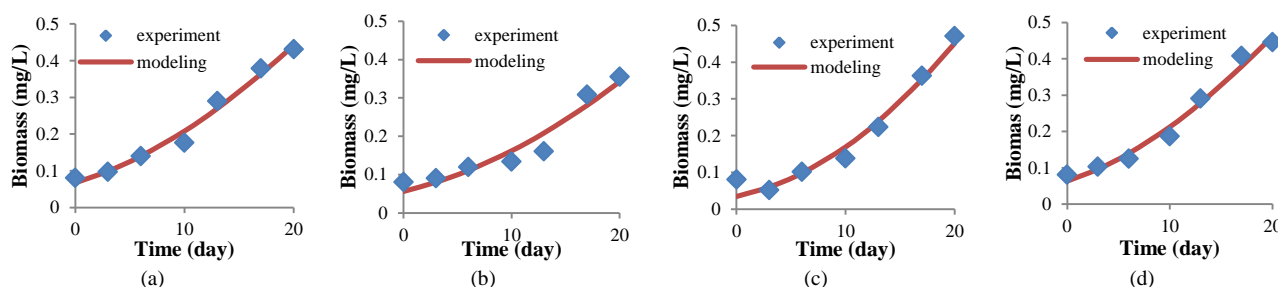 0.5
0.4
0.3
0.2
0.1
0
Biomass (mg/L)
experiment
modeling
0 10 20
Time (day)
(a)
0.5
0.4
0.3
0.2
0.1
0
Biomass (mg/L)
experiment
modeling
0 10 20
Time (day)
(b)
0.5
0.4
0.3
0.2
0.1
0
Biomass (mg/L)
experiment
modeling
0 10 20
Time (day)
(c)
0.5
0.4
0.3
0.2
0.1
0
Biomas (mg/L)
experiment
modeling
0 10 20
Time (day)
(d)